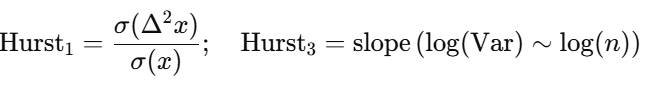 Hurst₁ = σ(Δ²x) / σ(x) ; Hurst₃ = slope (log(Var) ∼ log(n))